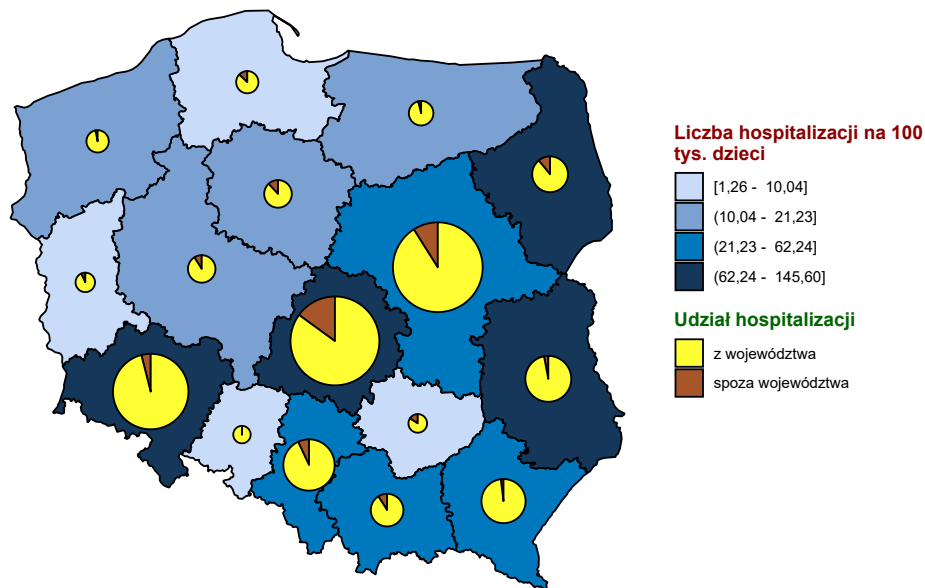 Liczba hospitalizacji na 100
tys. dzieci
[1,26 - 10,04]
(10,04 - 21,23]
(21,23 - 62,24]
(62,24 - 145,60]
Udział hospitalizacji
z województwa
spoza województwa